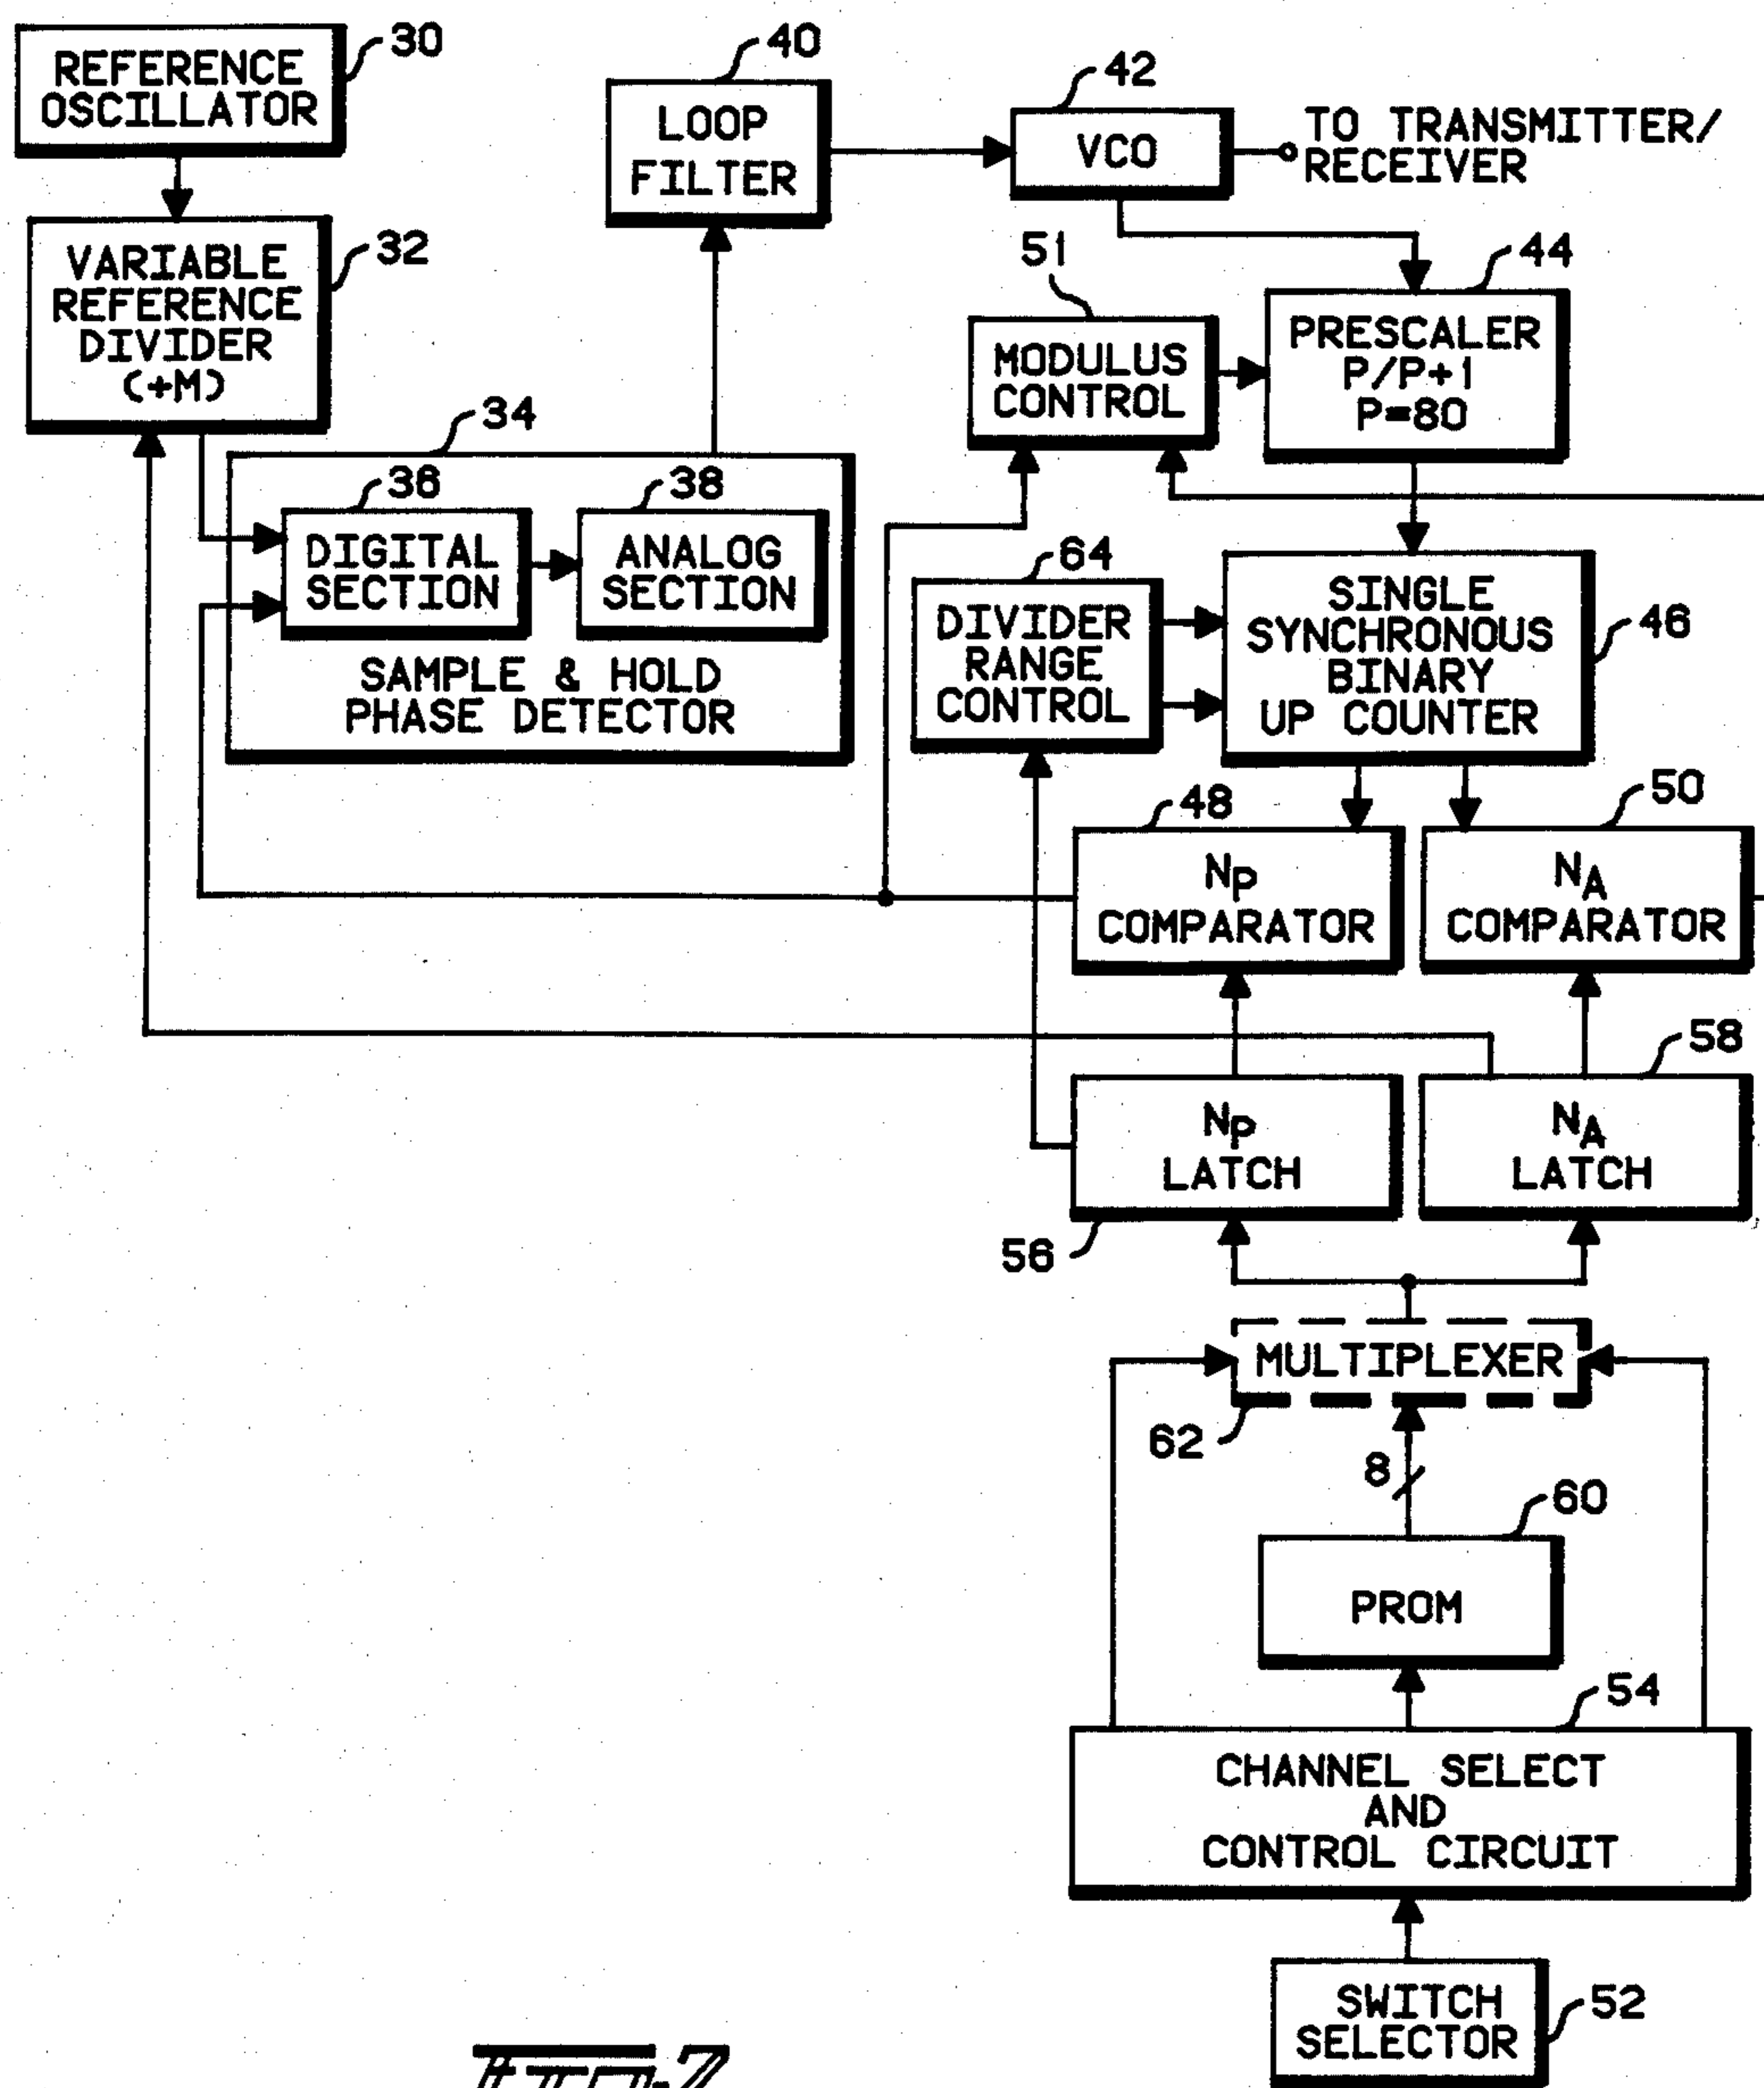 REFERENCE
OSCILLATOR
30
VARIABLE
REFERENCE
DIVIDER
(+M)
32
34
36
DIGITAL
SECTION
38
ANALOG
SECTION
SAMPLE & HOLD
PHASE DETECTOR
40
LOOP
FILTER
42
VCO
TO TRANSMITTER/
RECEIVER
51
MODULUS
CONTROL
44
PRESCALER
P/P+1
P=80
64
DIVIDER
RANGE
CONTROL
SINGLE
SYNCHRONOUS
BINARY
UP COUNTER
46
48
NP
COMPARATOR
50
NA
COMPARATOR
NP
LATCH
56
58
NA
LATCH
MULTIPLEXER
62
8
60
PROM
54
CHANNEL SELECT
AND
CONTROL CIRCUIT
SWITCH
SELECTOR
52